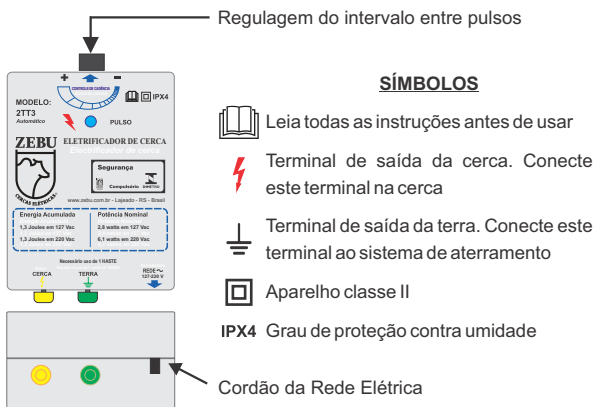 Regulagem do intervalo entre pulsos
+ −
CONTROLE DE CADÊNCIA
IPX4
MODELO:
2TT3
Automático
PULSO
ZEBU
CERCAS ELÉTRICAS
ELETRIFICADOR DE CERCA
Electrificador de cerca
Segurança
Compulsório
INMETRO
www.zebu.com.br - Lajeado - RS - Brasil
Energia Acumulada
1,3 Joules em 127 Vac
1,3 Joules em 220 Vac
Potência Nominal
2,8 watts em 127 Vac
6,1 watts em 220 Vac
Necessário uso de 1 HASTE
CERCA
TERRA
REDE ~
127-220 V
SÍMBOLOS
Leia todas as instruções antes de usar
Terminal de saída da cerca. Conecte
este terminal na cerca
Terminal de saída da terra. Conecte este
terminal ao sistema de aterramento
Aparelho classe II
IPX4 Grau de proteção contra umidade
Cordão da Rede Elétrica